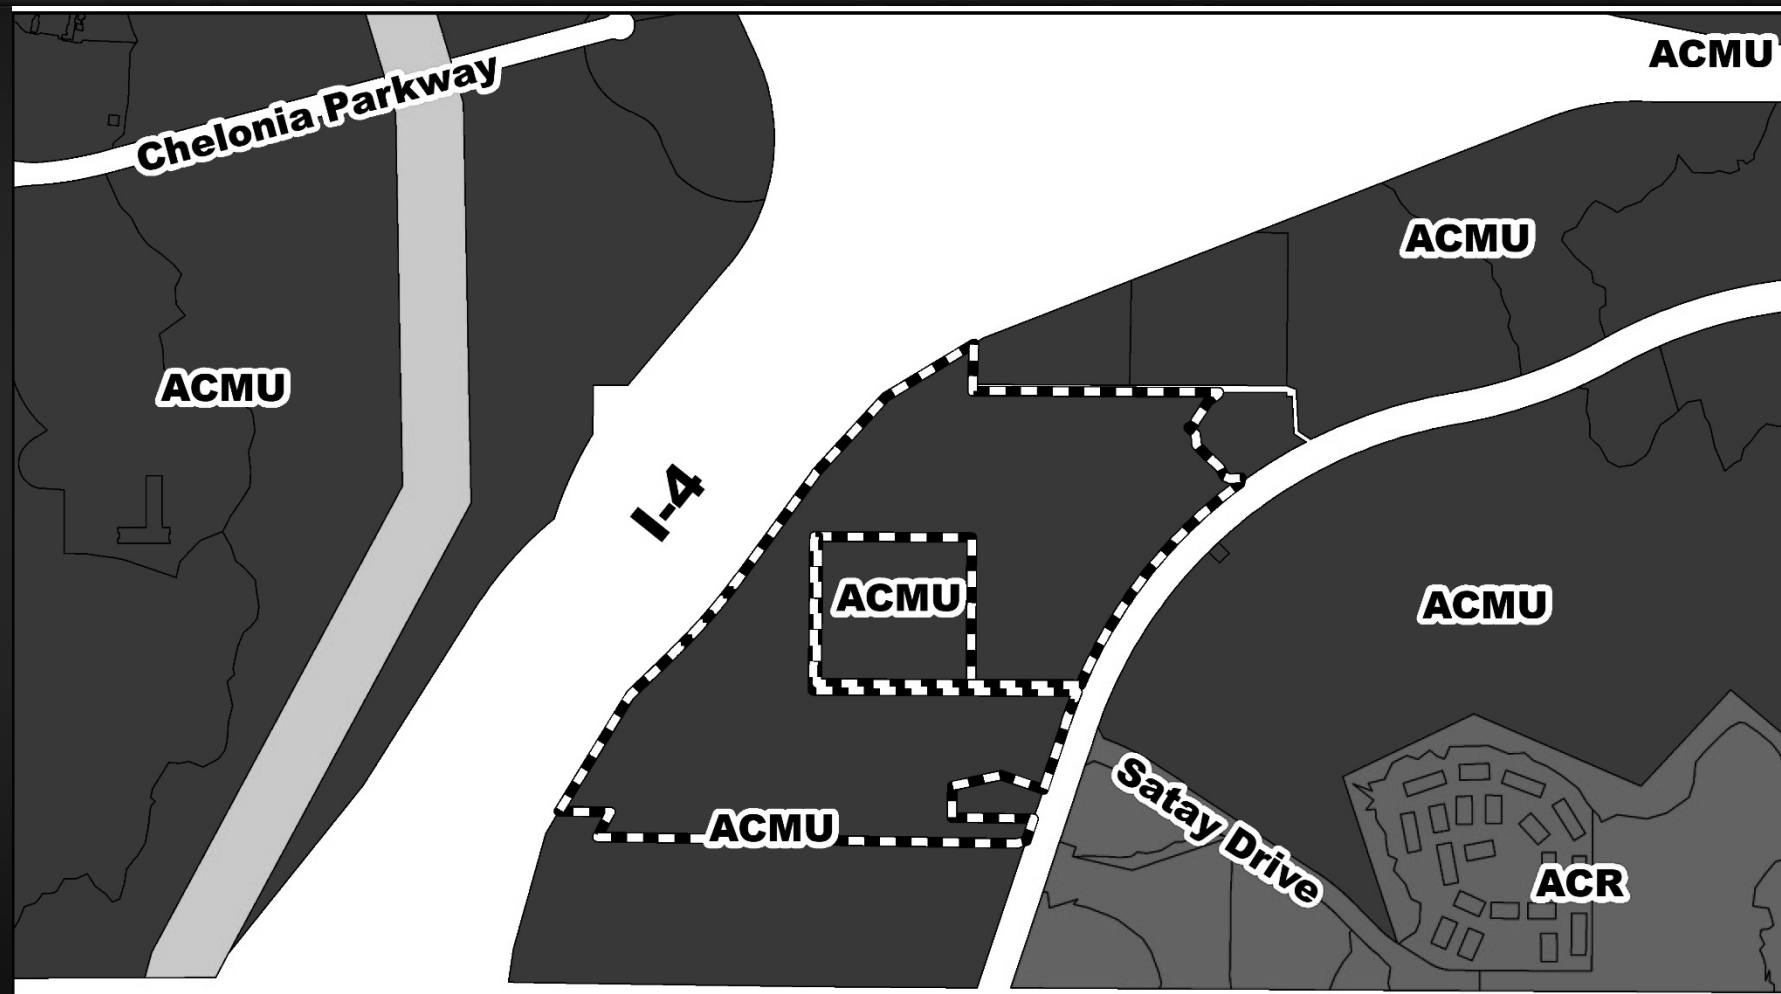 ACMU
Chelonia Parkway
ACMU
ACMU
I-4
ACMU
ACMU
Satay Drive
ACMU
ACR